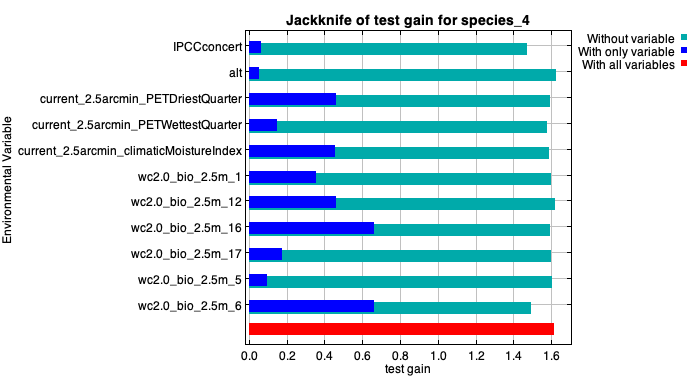 Jackknife of test gain for species_4
Without variable
With only variable
With all variables
Environmental Variable
IPCCconcert
alt
current_2.5arcmin_PETDriestQuarter
current_2.5arcmin_PETWettestQuarter
current_2.5arcmin_climaticMoistureIndex
wc2.0_bio_2.5m_1
wc2.0_bio_2.5m_12
wc2.0_bio_2.5m_16
wc2.0_bio_2.5m_17
wc2.0_bio_2.5m_5
wc2.0_bio_2.5m_6
0.0 0.2 0.4 0.6 0.8 1.0 1.2 1.4 1.6
test gain